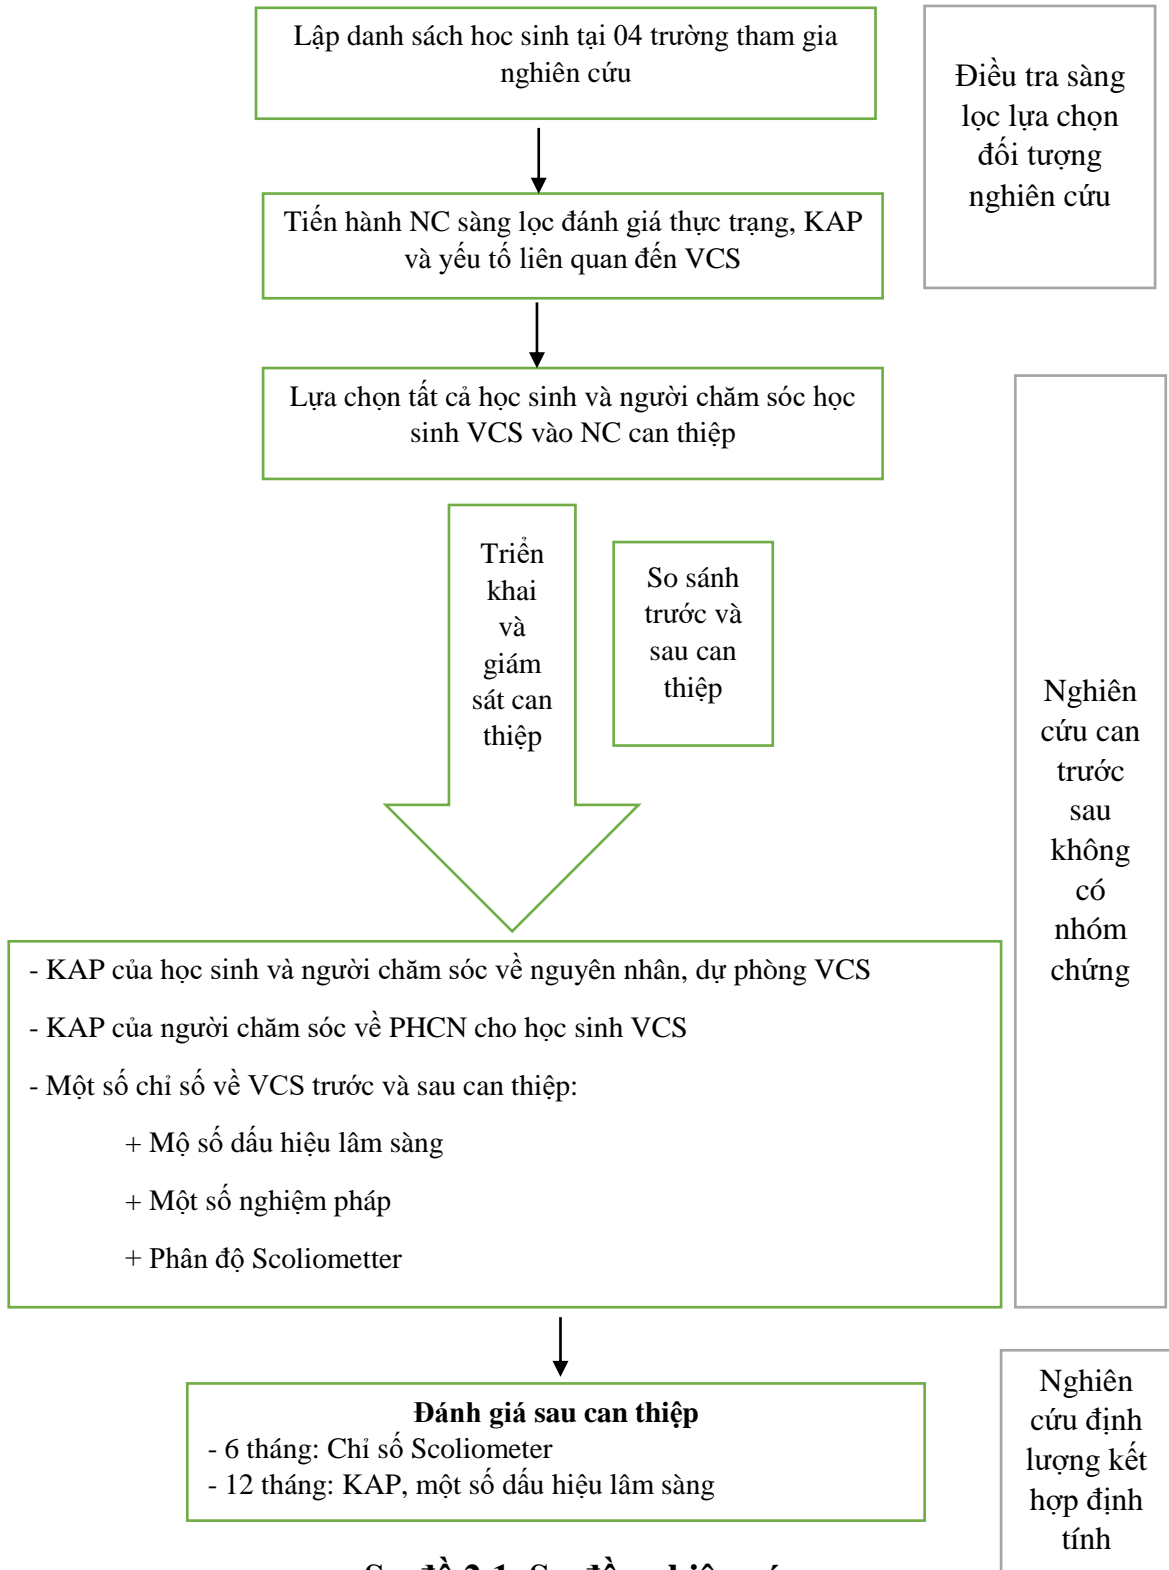 Lập danh sách hoc sinh tại 04 trường tham gia
nghiên cứu
Điều tra sàng
lọc lựa chọn
đối tượng
nghiên cứu
Tiến hành NC sàng lọc đánh giá thực trạng, KAP
và yếu tố liên quan đến VCS
Lựa chọn tất cả học sinh và người chăm sóc học
sinh VCS vào NC can thiệp
Triển
khai
và
giám
sát can
thiệp
So sánh
trước và
sau can
thiệp
Nghiên
cứu can
trước
sau
không
có
nhóm
chứng
- KAP của học sinh và người chăm sóc về nguyên nhân, dự phòng VCS
- KAP của người chăm sóc về PHCN cho học sinh VCS
- Một số chỉ số về VCS trước và sau can thiệp:
+ Mộ số dấu hiệu lâm sàng
+ Một số nghiệm pháp
+ Phân độ Scoliometter
Đánh giá sau can thiệp
- 6 tháng: Chỉ số Scoliometer
- 12 tháng: KAP, một số dấu hiệu lâm sàng
Nghiên
cứu định
lượng kết
hợp định
tính